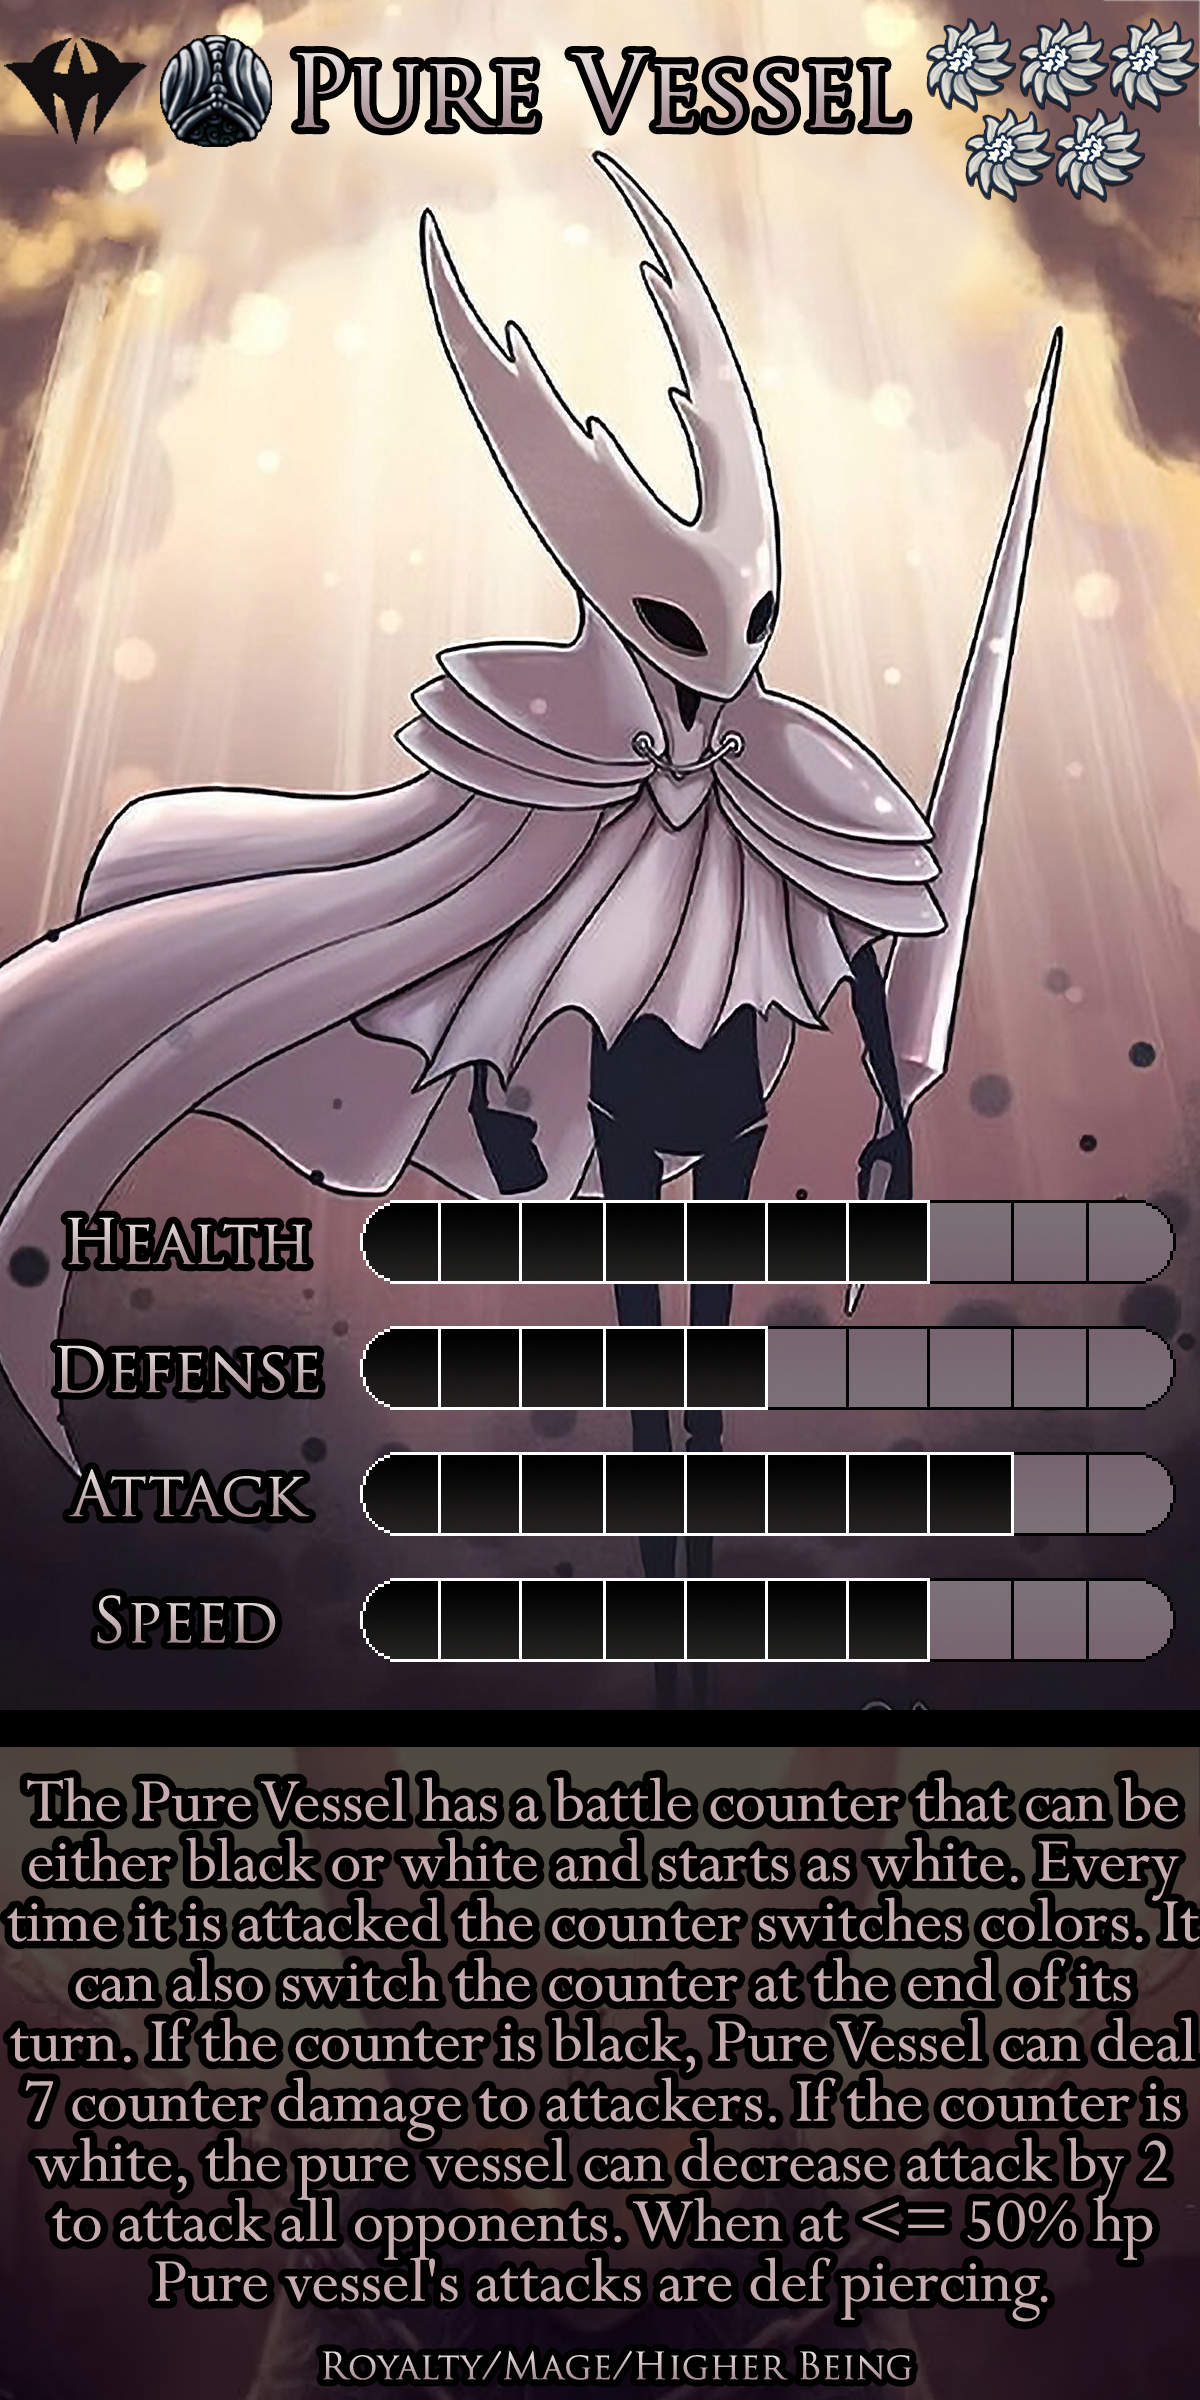 Pure Vessel
Health
Defense
Attack
Speed
The Pure Vessel has a battle counter that can be
either black or white and starts as white. Every
time it is attacked the counter switches colors. It
can also switch the counter at the end of its
turn. If the counter is black, Pure Vessel can deal
7 counter damage to attackers. If the counter is
white, the pure vessel can decrease attack by 2
to attack all opponents. When at <= 50% hp
Pure vessel's attacks are def piercing.
Royalty/Mage/Higher Being